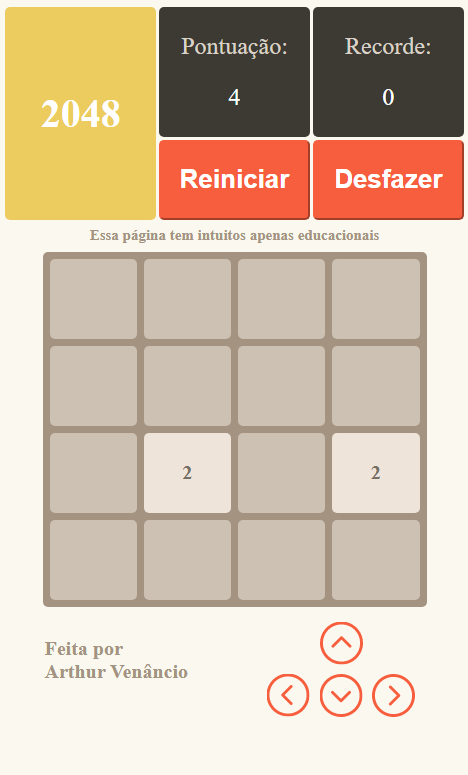 2048
Pontuação:
4
Recorde:
0
Reiniciar
Desfazer
Essa página tem intuitos apenas educacionais
2
2
Feita por
Arthur Venâncio